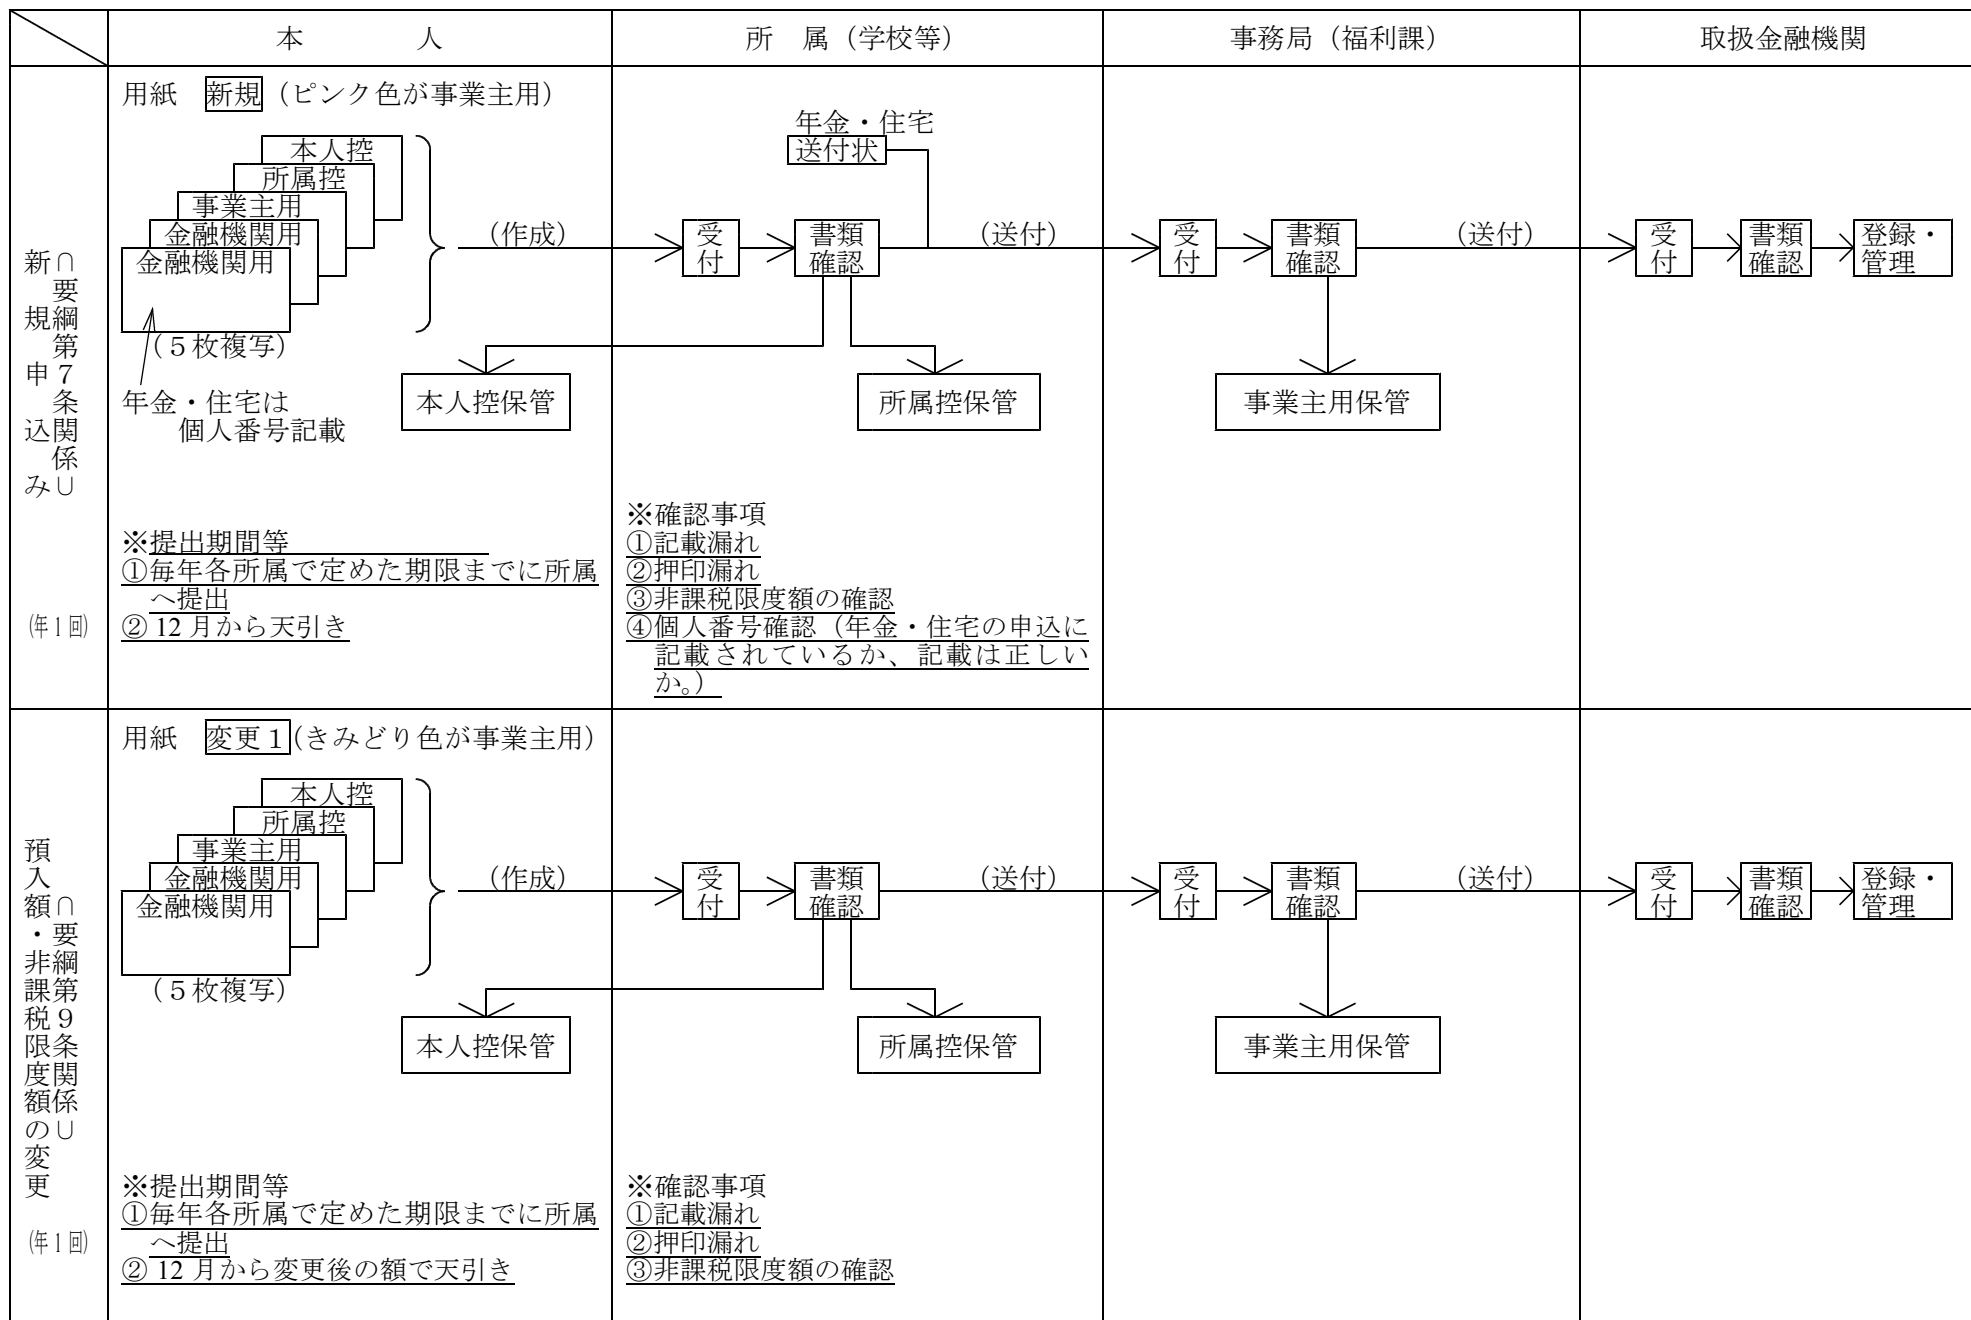 本　　　　人
所　属（学校等）
事務局（福利課）
取扱金融機関
新規申込み
（要綱第７条関係）
（年１回）
用紙　新規（ピンク色が事業主用）
本人控
所属控
事業主用
金融機関用
金融機関用
（５枚複写）
年金・住宅は
個人番号記載
（作成）
本人控保管
※提出期間等
①毎年各所属で定めた期限までに所属
へ提出
② 12 月から天引き
年金・住宅
送付状
受付
書類
確認
（送付）
所属控保管
※確認事項
①記載漏れ
②押印漏れ
③非課税限度額の確認
④個人番号確認（年金・住宅の申込に
記載されているか、記載は正しい
か。）
受付
書類
確認
（送付）
事業主用保管
受付
書類
確認
登録・
管理
預入額・非課税限度額の変更
（要綱第９条関係）
（年１回）
用紙　変更１(きみどり色が事業主用）
本人控
所属控
事業主用
金融機関用
金融機関用
（５枚複写）
（作成）
本人控保管
※提出期間等
①毎年各所属で定めた期限までに所属
へ提出
② 12 月から変更後の額で天引き
受付
書類
確認
（送付）
所属控保管
※確認事項
①記載漏れ
②押印漏れ
③非課税限度額の確認
受付
書類
確認
（送付）
事業主用保管
受付
書類
確認
登録・
管理